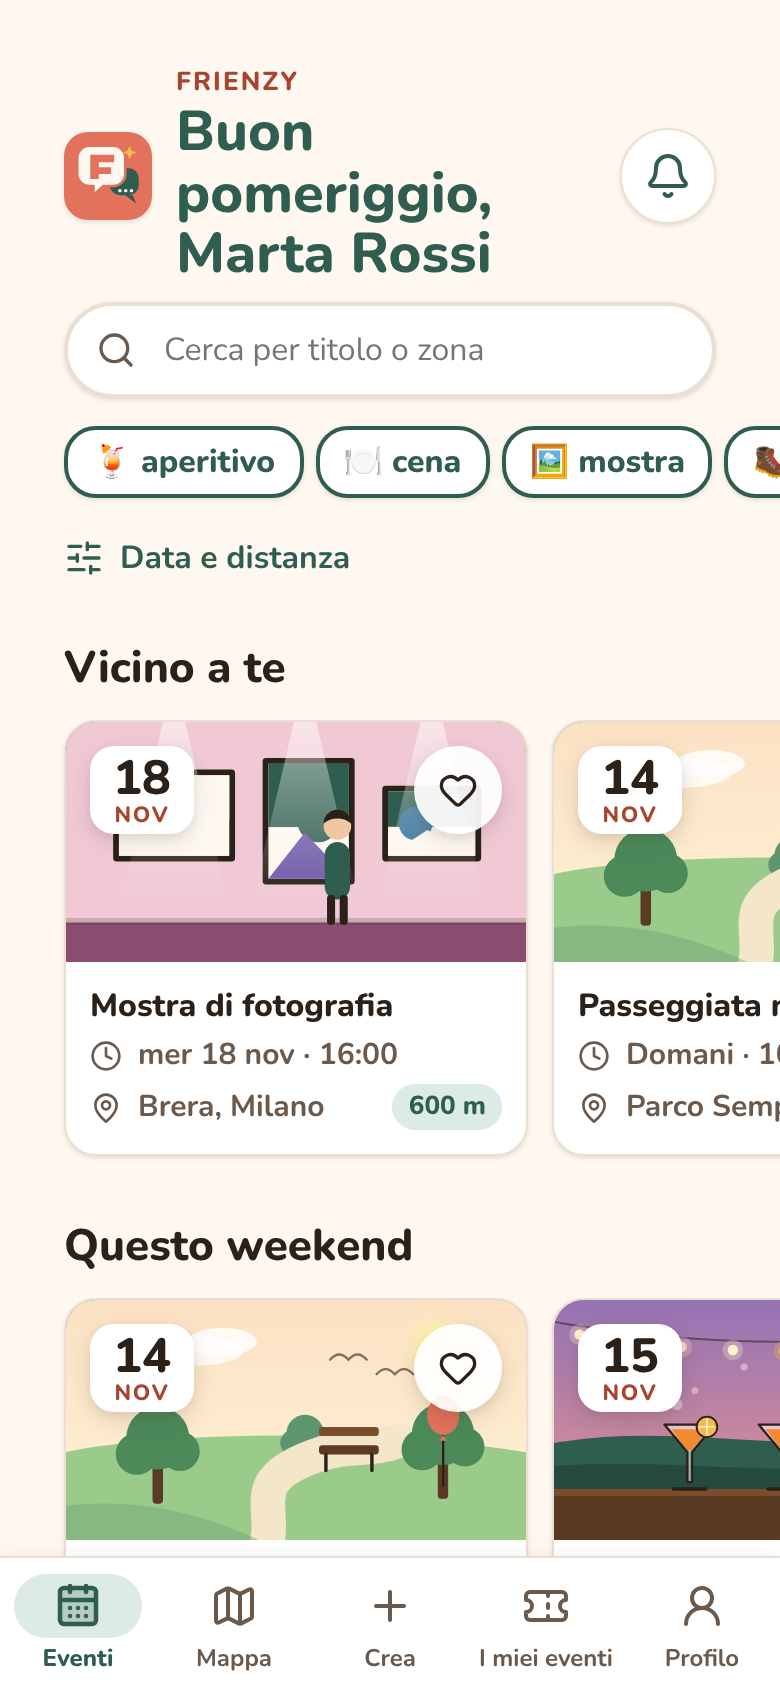 FRIENZY
Buon
pomeriggio,
Marta Rossi
F
Cerca per titolo o zona
aperitivo
cena
mostra
Data e distanza
Vicino a te
18
NOV
14
NOV
Mostra di fotografia
mer 18 nov · 16:00
Brera, Milano
600 m
Passeggiata
Domani ·
Parco
Questo weekend
14
NOV
15
NOV
Eventi
Mappa
Crea
I miei eventi
Profilo